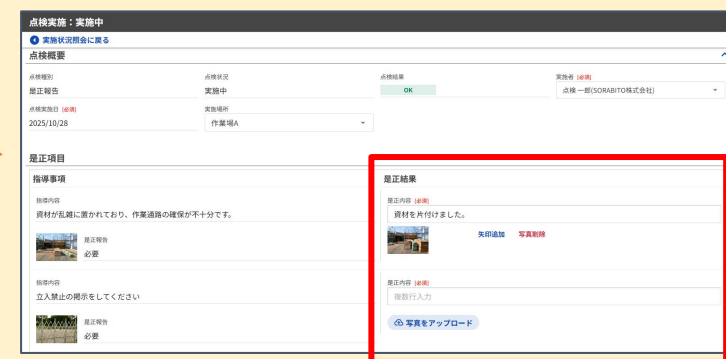 点検実施：実施中
実施状況照会に戻る
点検概要
点検種別
是正報告
点検状況
実施中
点検結果
OK
実施者 [必須]
点検 一郎(SORABITO株式会社)
点検実施日 [必須]
2025/10/28
実施場所
作業場A
是正項目
指導事項
是正結果
指導内容
資材が乱雑に置かれており、作業通路の確保が不十分です。
是正内容 [必須]
資材を片付けました。
是正報告
必要
矢印追加 写真削除
指導内容
立入禁止の掲示をしてください
是正内容 [必須]
複数行入力
是正報告
必要
写真をアップロード